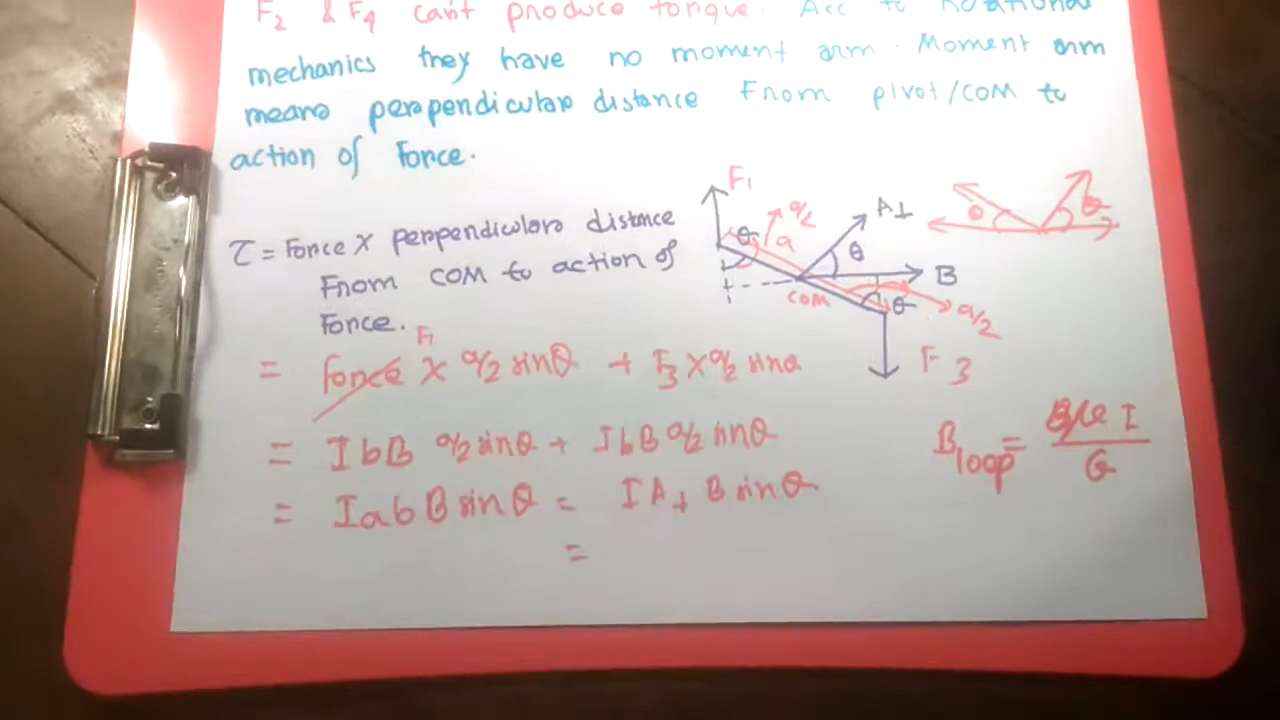 F₂ & F₄ can't produce torque. Acc to Rotational
mechanics they have no moment arm. Moment arm
means perpendicular distance From pivot/COM to
action of Force.
τ = Force X perpendicular distance
From COM to action of
Force.
F₁
= Force X a/2 sinθ + F₃ X a/2 sinθ
= IbB a/2 sinθ + IbB a/2 sinθ
= IabB sinθ = IA⊥ B sinθ
=
F₁
θ
a/2
a
A⊥
θ
B
COM
θ
a/2
F₃
θ
θ
B loop =